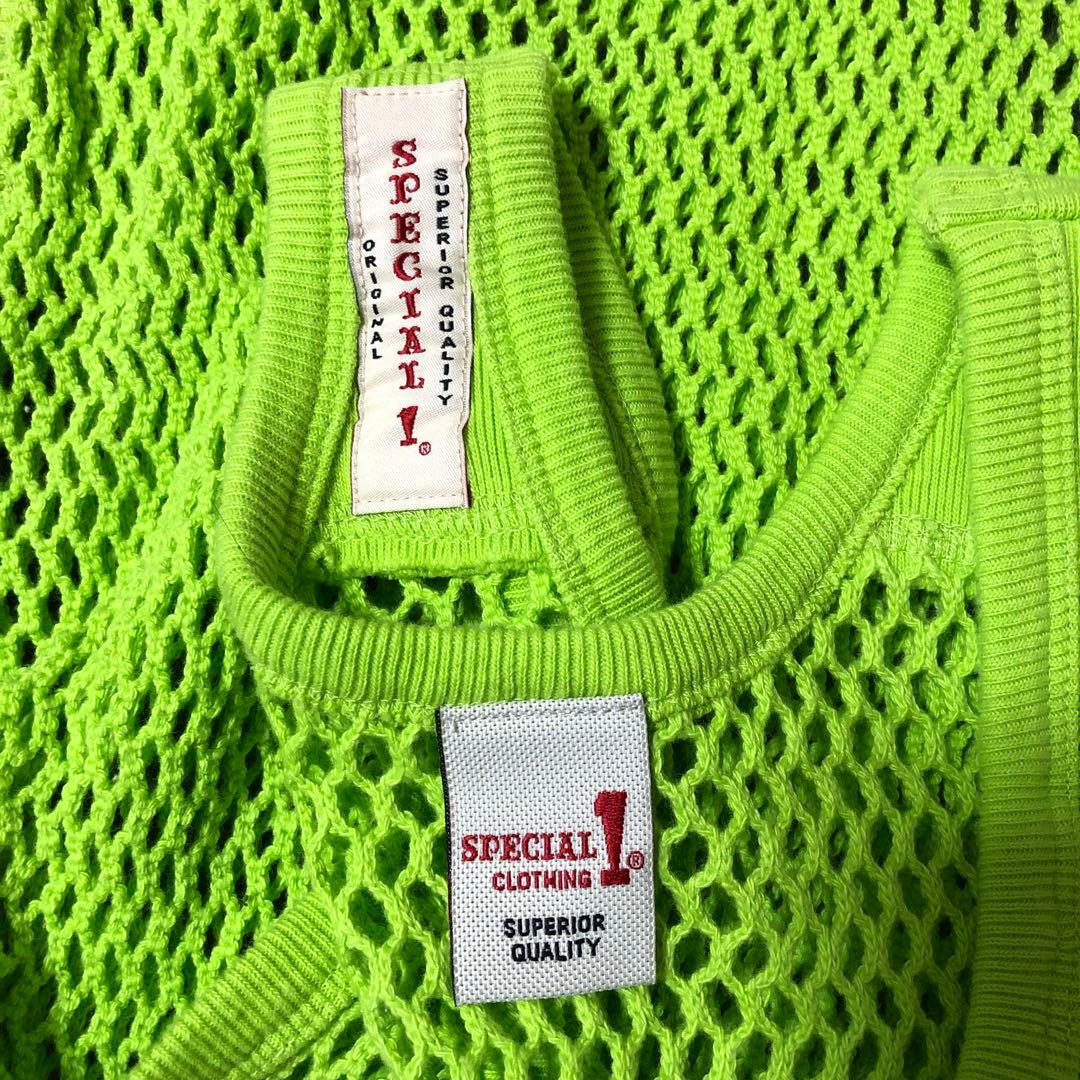 SUPERIOR QUALITY
SPECIAL 1®
ORIGINAL
SPECIAL 1®
CLOTHING
SUPERIOR
QUALITY